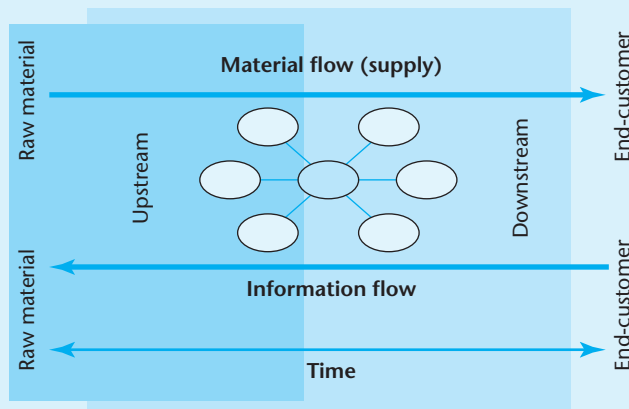 Raw material
Material flow (supply)
End-customer
Upstream
Downstream
Raw material
Information flow
End-customer
Time